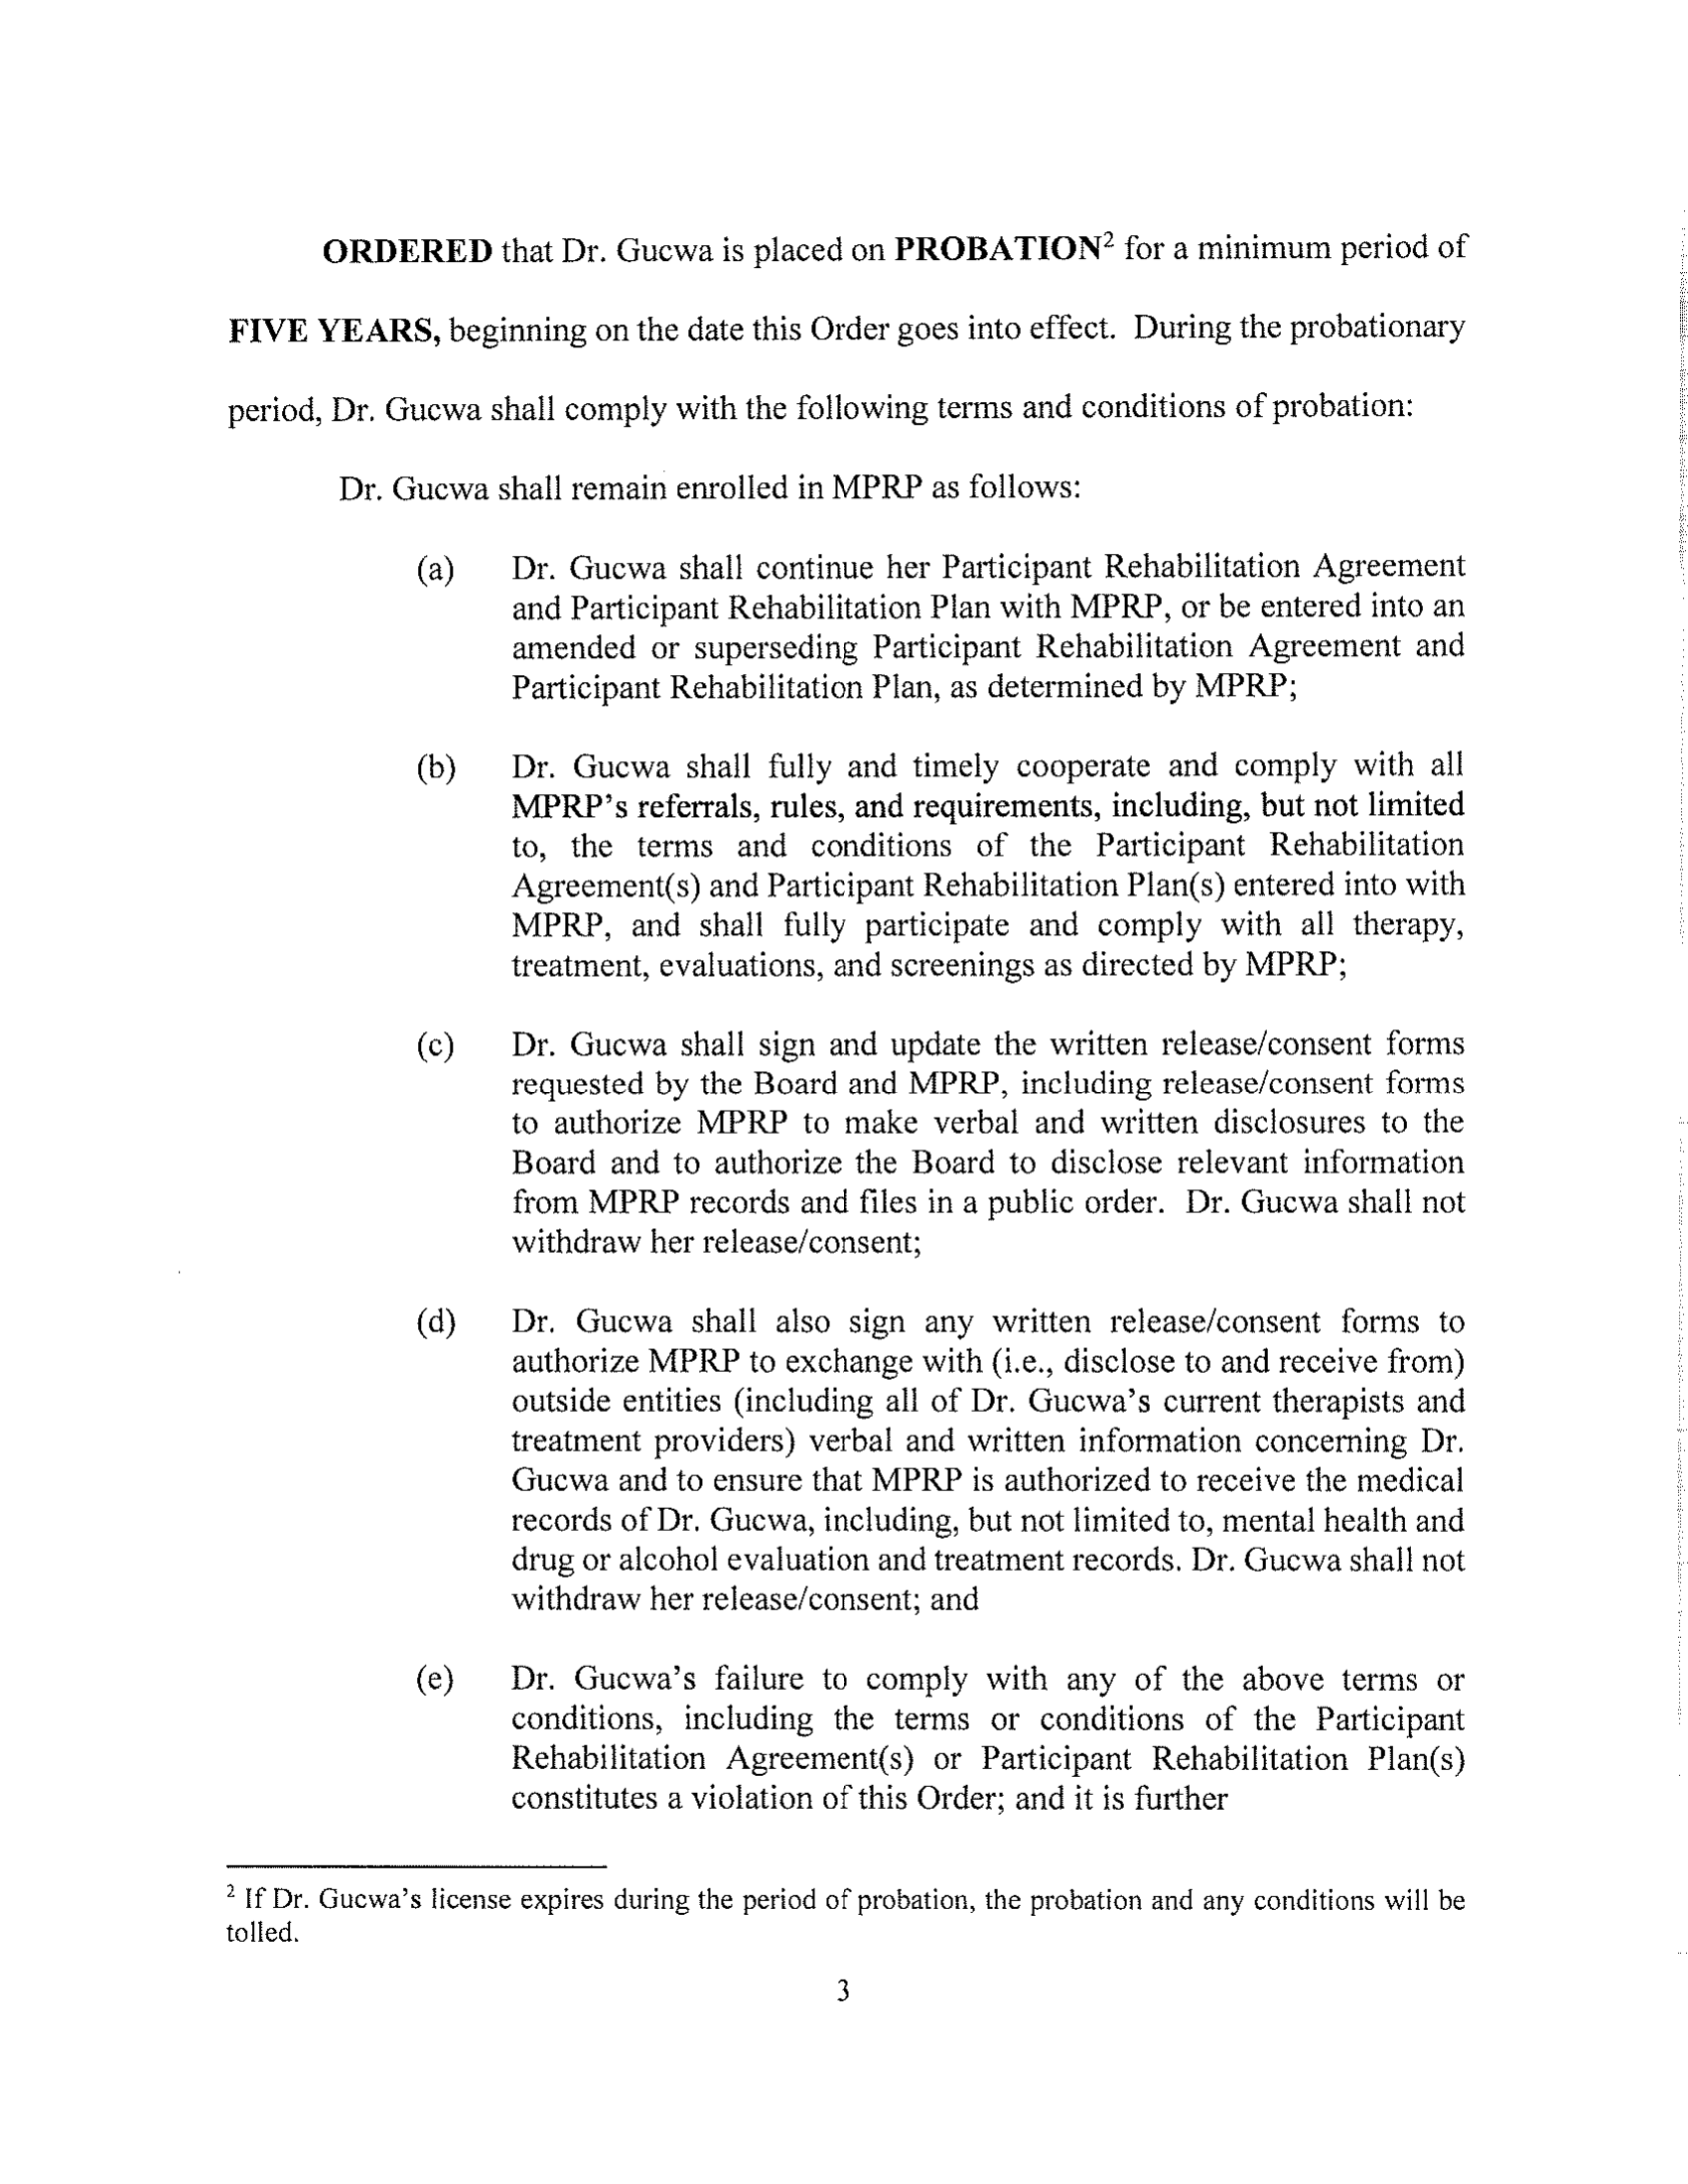 ORDERED that Dr. Gucwa is placed on PROBATION² for a minimum period of
FIVE YEARS, beginning on the date this Order goes into effect. During the probationary
period, Dr. Gucwa shall comply with the following terms and conditions of probation:
Dr. Gucwa shall remain enrolled in MPRP as follows:
(a) Dr. Gucwa shall continue her Participant Rehabilitation Agreement
and Participant Rehabilitation Plan with MPRP, or be entered into an
amended or superseding Participant Rehabilitation Agreement and
Participant Rehabilitation Plan, as determined by MPRP;
(b) Dr. Gucwa shall fully and timely cooperate and comply with all
MPRP's referrals, rules, and requirements, including, but not limited
to, the terms and conditions of the Participant Rehabilitation
Agreement(s) and Participant Rehabilitation Plan(s) entered into with
MPRP, and shall fully participate and comply with all therapy,
treatment, evaluations, and screenings as directed by MPRP;
(c) Dr. Gucwa shall sign and update the written release/consent forms
requested by the Board and MPRP, including release/consent forms
to authorize MPRP to make verbal and written disclosures to the
Board and to authorize the Board to disclose relevant information
from MPRP records and files in a public order. Dr. Gucwa shall not
withdraw her release/consent;
(d) Dr. Gucwa shall also sign any written release/consent forms to
authorize MPRP to exchange with (i.e., disclose to and receive from)
outside entities (including all of Dr. Gucwa's current therapists and
treatment providers) verbal and written information concerning Dr.
Gucwa and to ensure that MPRP is authorized to receive the medical
records of Dr. Gucwa, including, but not limited to, mental health and
drug or alcohol evaluation and treatment records. Dr. Gucwa shall not
withdraw her release/consent; and
(e) Dr. Gucwa's failure to comply with any of the above terms or
conditions, including the terms or conditions of the Participant
Rehabilitation Agreement(s) or Participant Rehabilitation Plan(s)
constitutes a violation of this Order; and it is further
² If Dr. Gucwa's license expires during the period of probation, the probation and any conditions will be
tolled.
3